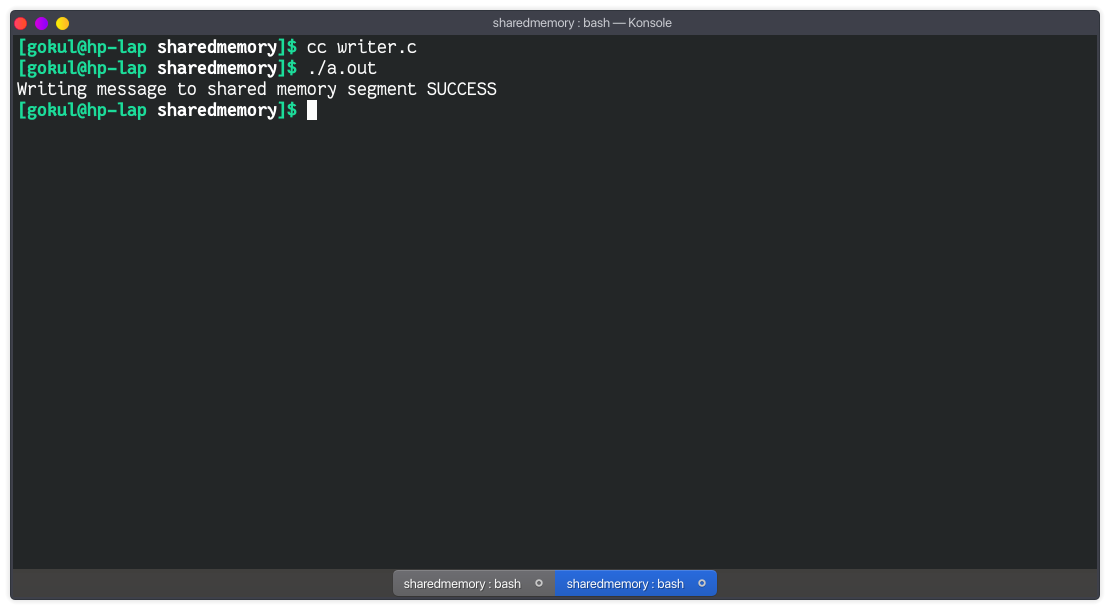 sharedmemory : bash — Konsole
[gokul@hp-lap sharedmemory]$ cc writer.c
[gokul@hp-lap sharedmemory]$ ./a.out
Writing message to shared memory segment SUCCESS
[gokul@hp-lap sharedmemory]$
sharedmemory : bash sharedmemory : bash